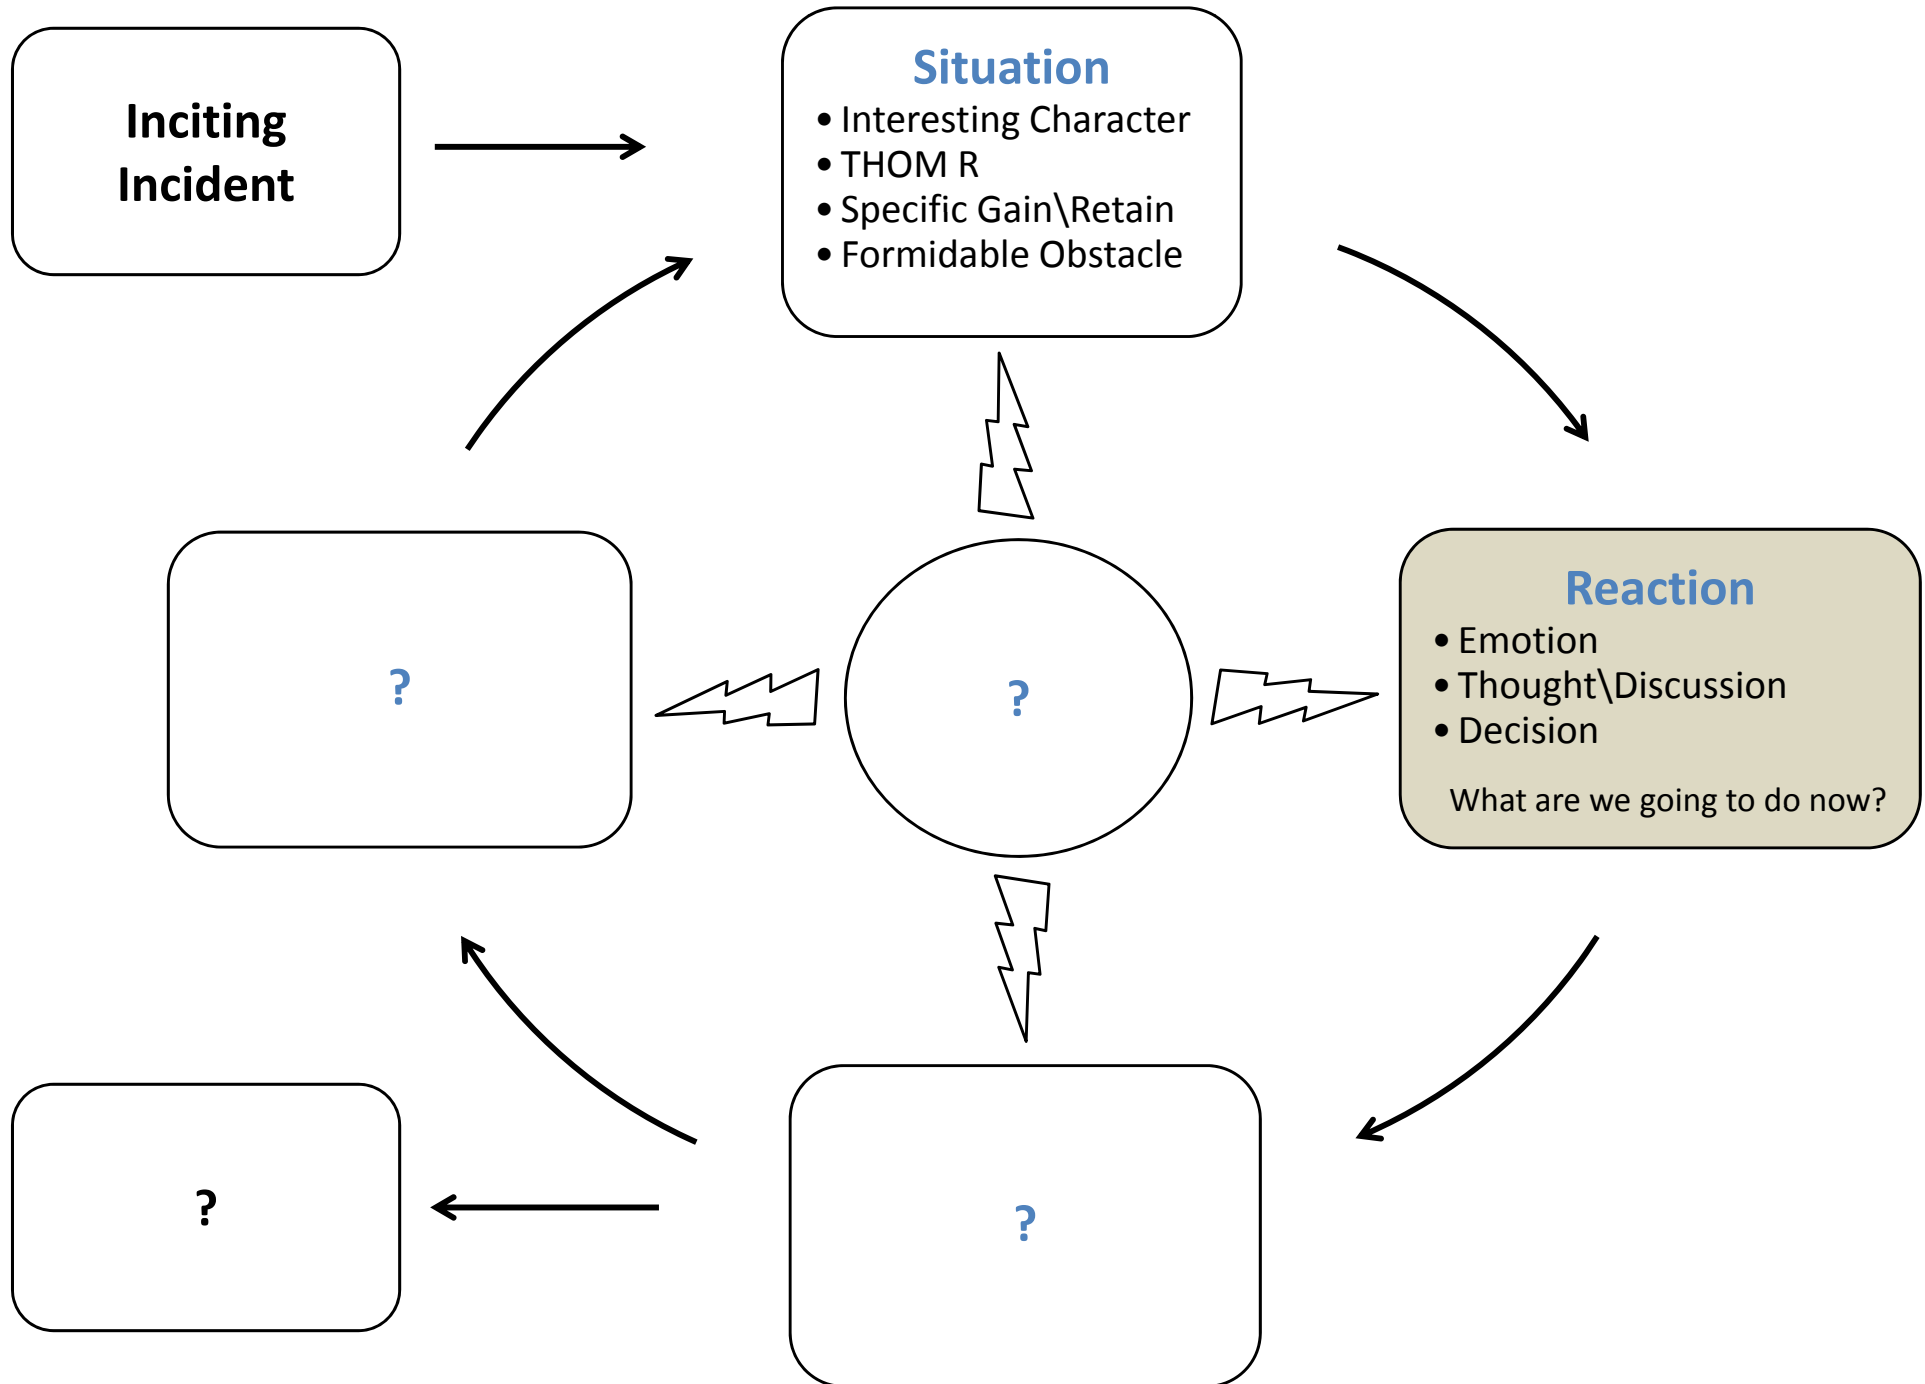 Inciting
Incident
Situation
• Interesting Character
• THOM R
• Specific Gain\Retain
• Formidable Obstacle
?
?
Reaction
• Emotion
• Thought\Discussion
• Decision
What are we going to do now?
?
?